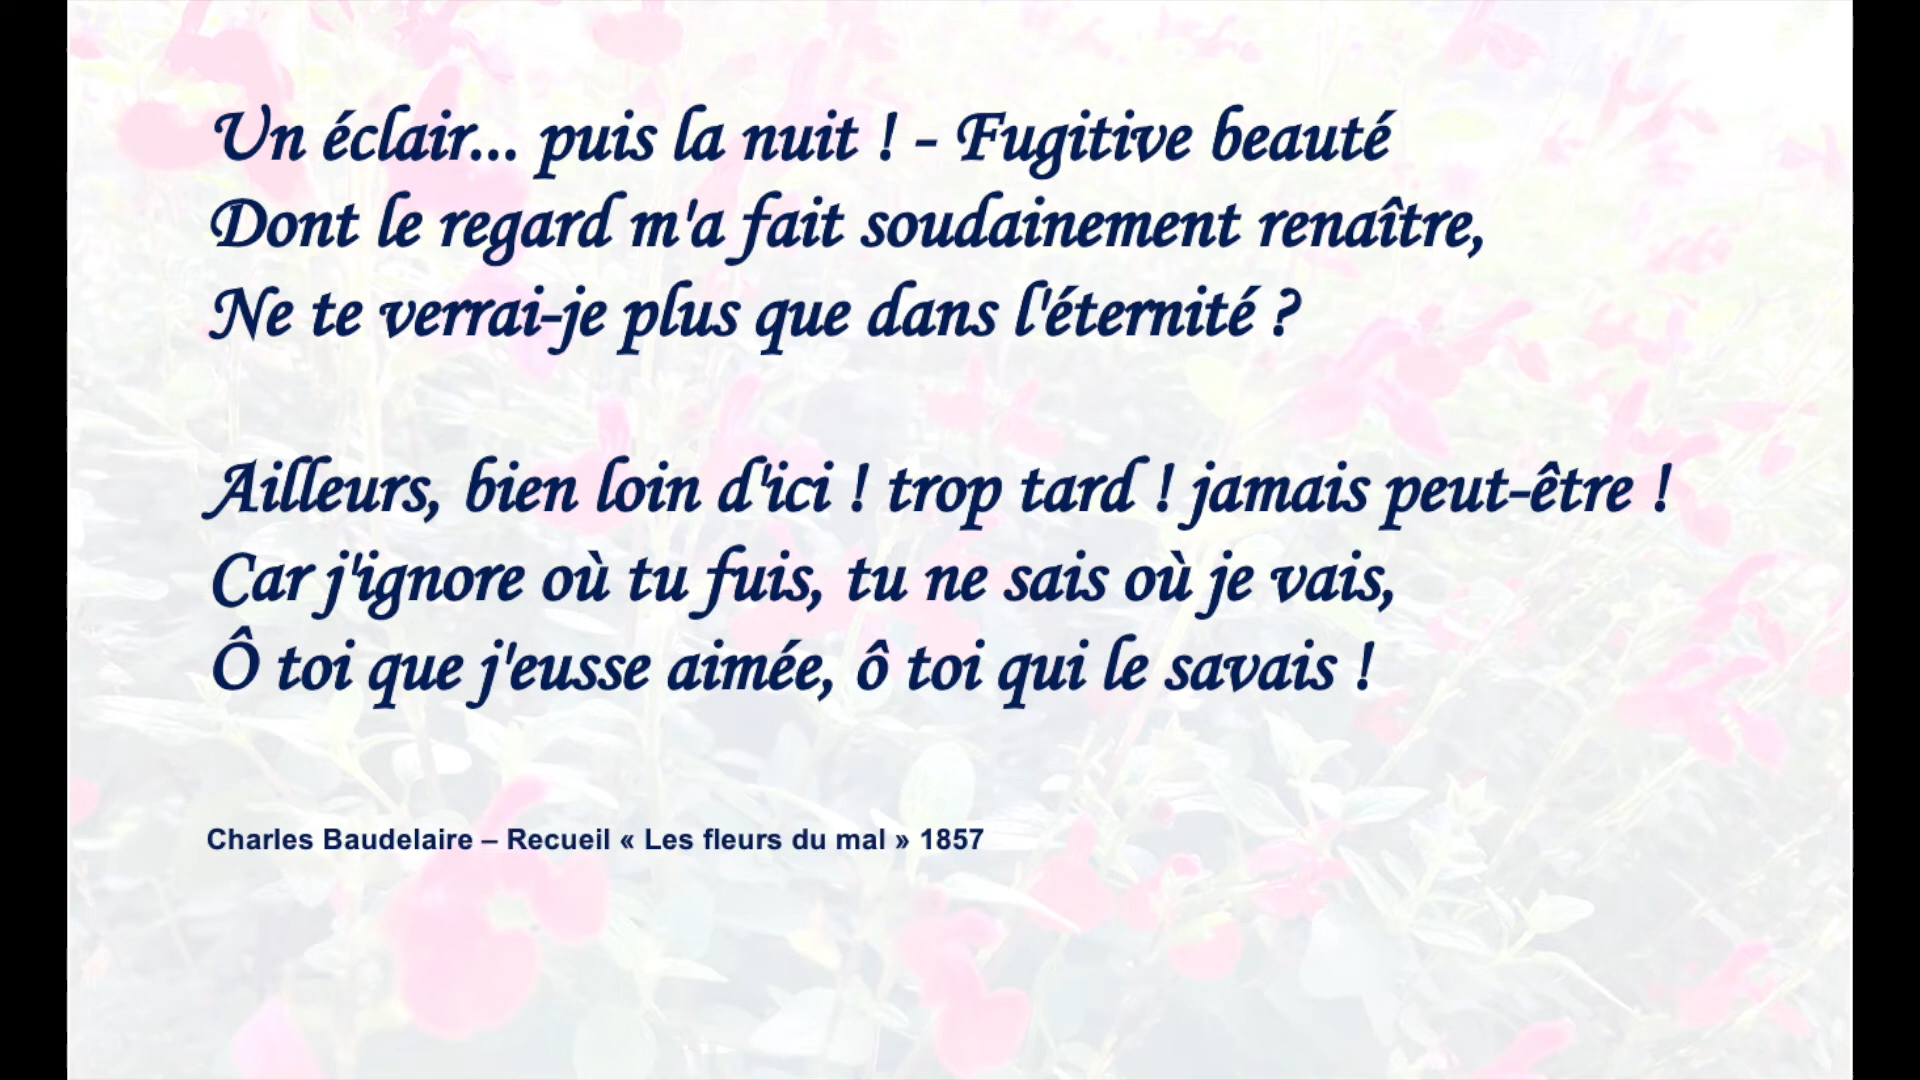 Un éclair... puis la nuit ! - Fugitive beauté
Dont le regard m'a fait soudainement renaître,
Ne te verrai-je plus que dans l'éternité ?
Ailleurs, bien loin d'ici ! trop tard ! jamais peut-être !
Car j'ignore où tu fuis, tu ne sais où je vais,
Ô toi que j'eusse aimée, ô toi qui le savais !
Charles Baudelaire – Recueil « Les fleurs du mal » 1857